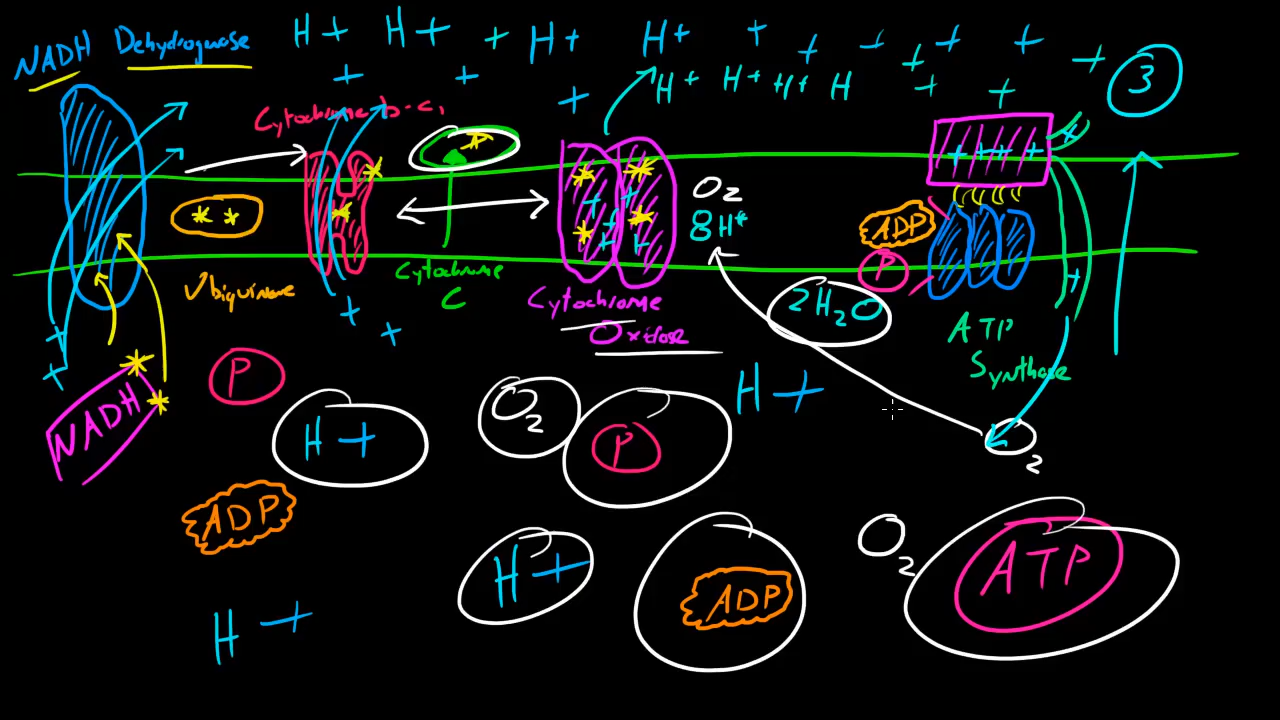 NADH Dehydrogenase
H+ H+ + H+ H+ + + + + + + +
+ + + H+ H+ H+ H + +
3
Cytochrome b-c1
O2
8H+
ADP
P
Ubiquinone
Cytochrome
C
Cytochrome
Oxidase
2H2O
ATP
Synthase
+ +
+ +
NADH
P
H+
O2
P
H+
O2
ADP
H+
ADP
O2
ATP
H+